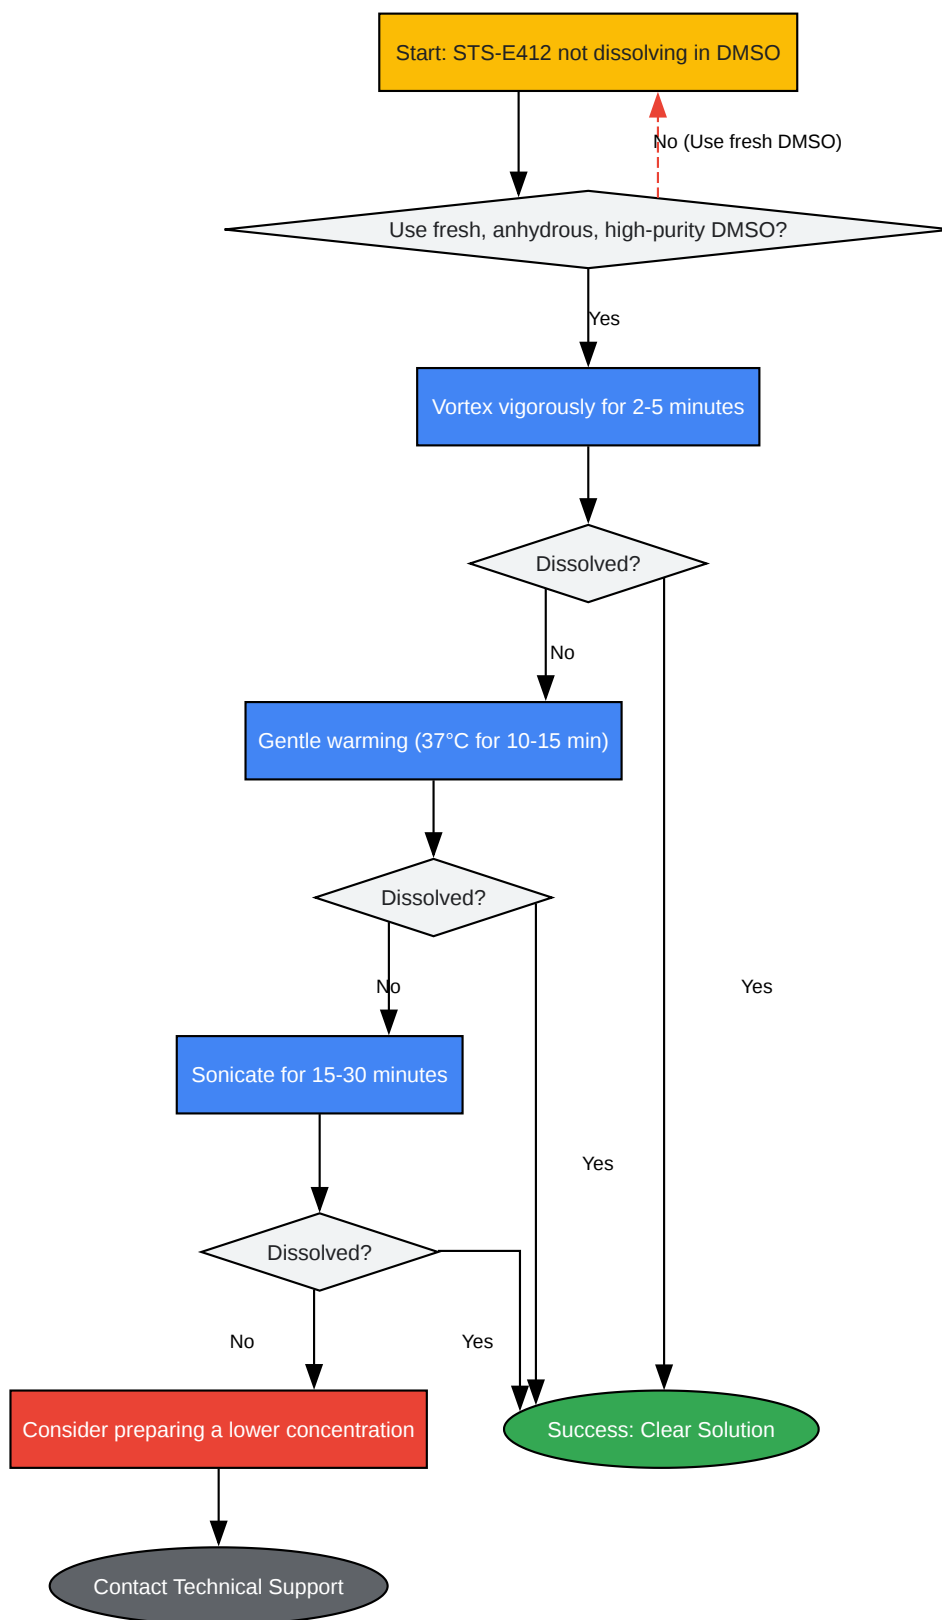 Start: STS-E412 not dissolving in DMSO
No (Use fresh DMSO)
Use fresh, anhydrous, high-purity DMSO?
Yes
Vortex vigorously for 2-5 minutes
Dissolved?
No
Gentle warming (37°C for 10-15 min)
Dissolved?
No
Yes
Sonicate for 15-30 minutes
Yes
Dissolved?
No
Yes
Consider preparing a lower concentration
Success: Clear Solution
Contact Technical Support